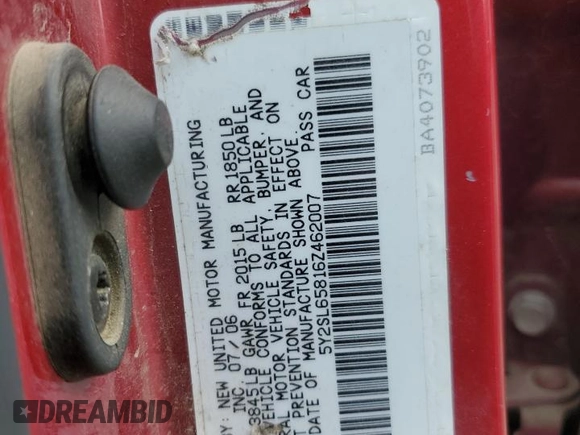 BY: NEW UNITED MOTOR MANUFACTURING
INC. 07/06
3845LB GAWR FR 2015LB RR 1850LB
VEHICLE CONFORMS TO ALL APPLICABLE
RAL MOTOR VEHICLE SAFETY, BUMPER, AND
T PREVENTION STANDARDS IN EFFECT ON
DATE OF MANUFACTURE SHOWN ABOVE.
5Y2SL65816Z462007 PASS CAR
BA4073902
DREAMBID